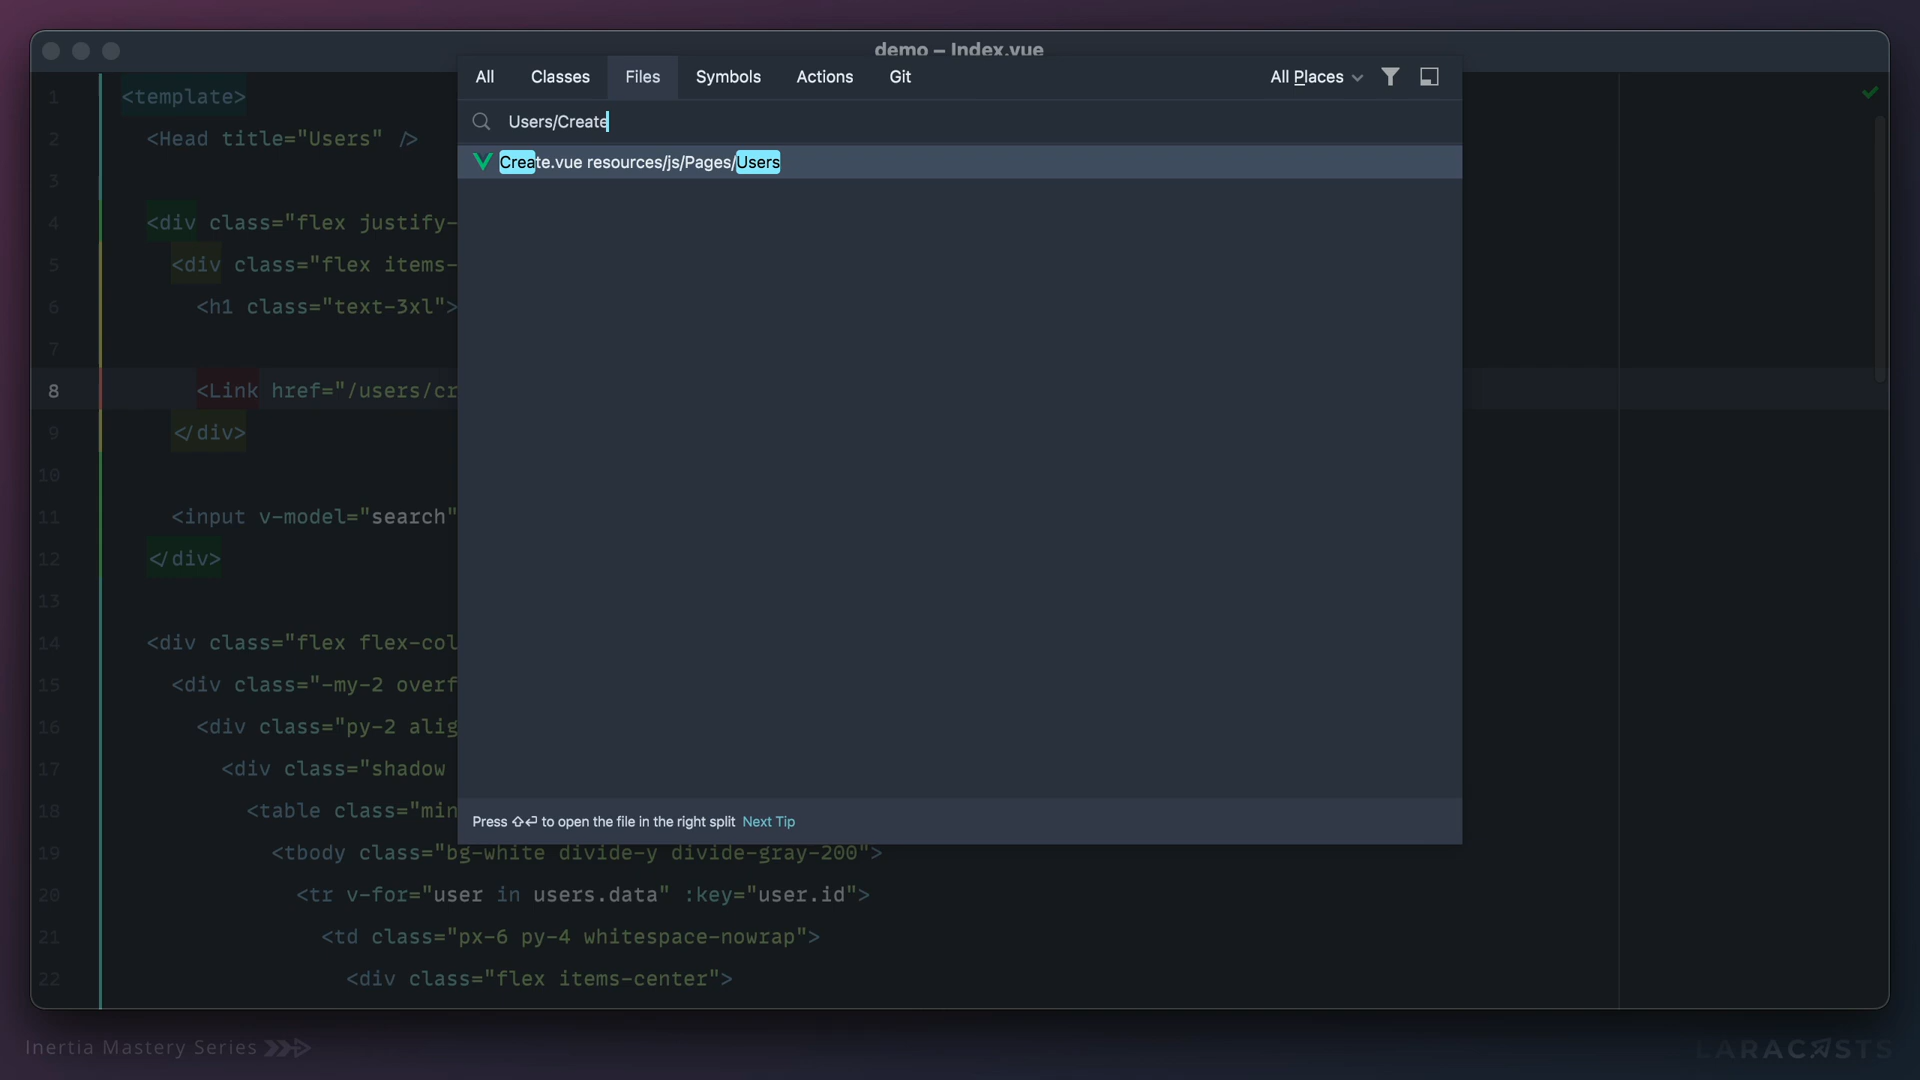 demo – Index.vue
All Classes Files Symbols Actions Git All Places
Users/Create
Create.vue resources/js/Pages/Users
1 <template>
2 <Head title="Users" />
3
4 <div class="flex justify-
5 <div class="flex items-
6 <h1 class="text-3xl">
7
8 <Link href="/users/cr
9 </div>
10
11 <input v-model="search"
12 </div>
13
14 <div class="flex flex-col
15 <div class="-my-2 overf
16 <div class="py-2 alig
17 <div class="shadow
18 <table class="min
Press ⇧⏎ to open the file in the right split Next Tip
19 <tbody class="bg-white divide-y divide-gray-200">
20 <tr v-for="user in users.data" :key="user.id">
21 <td class="px-6 py-4 whitespace-nowrap">
22 <div class="flex items-center">
Inertia Mastery Series
LARACASTS